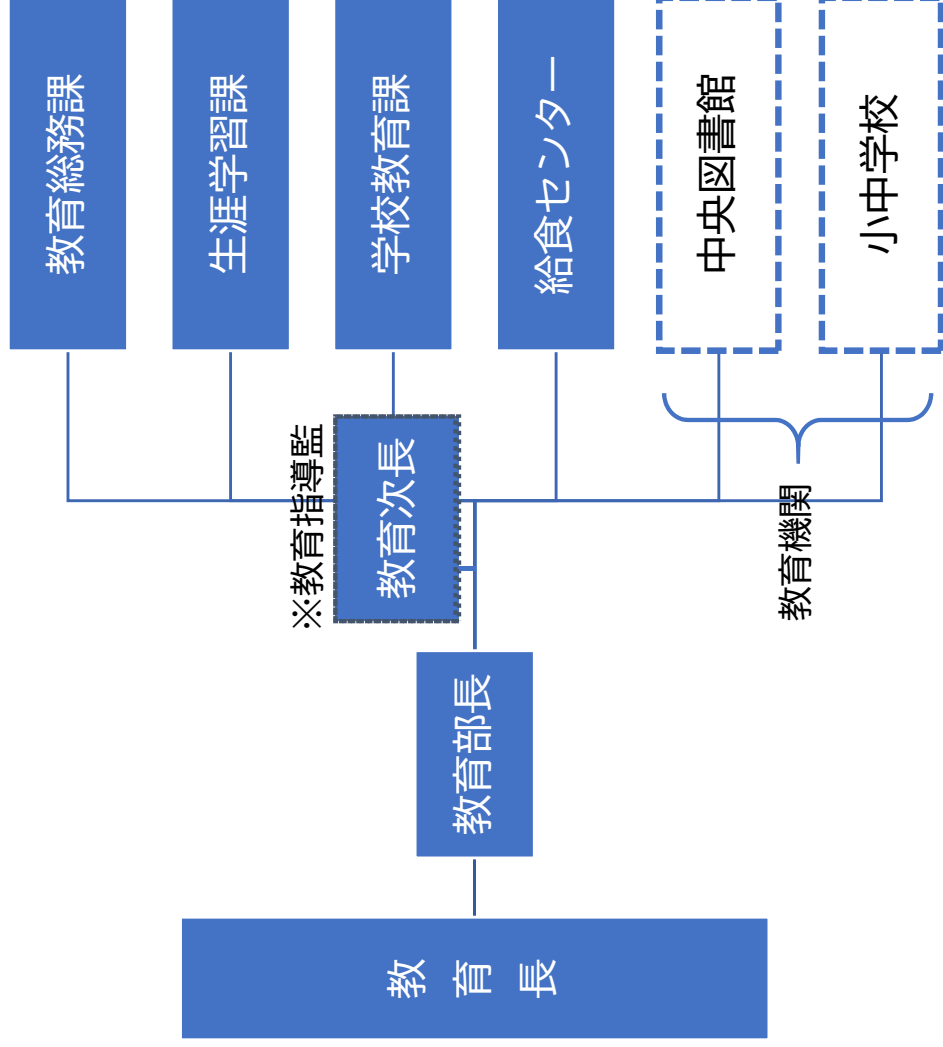 教育長
教育部長
※教育指導監
教育次長
教育総務課
生涯学習課
学校教育課
給食センター
中央図書館
小中学校
教育機関